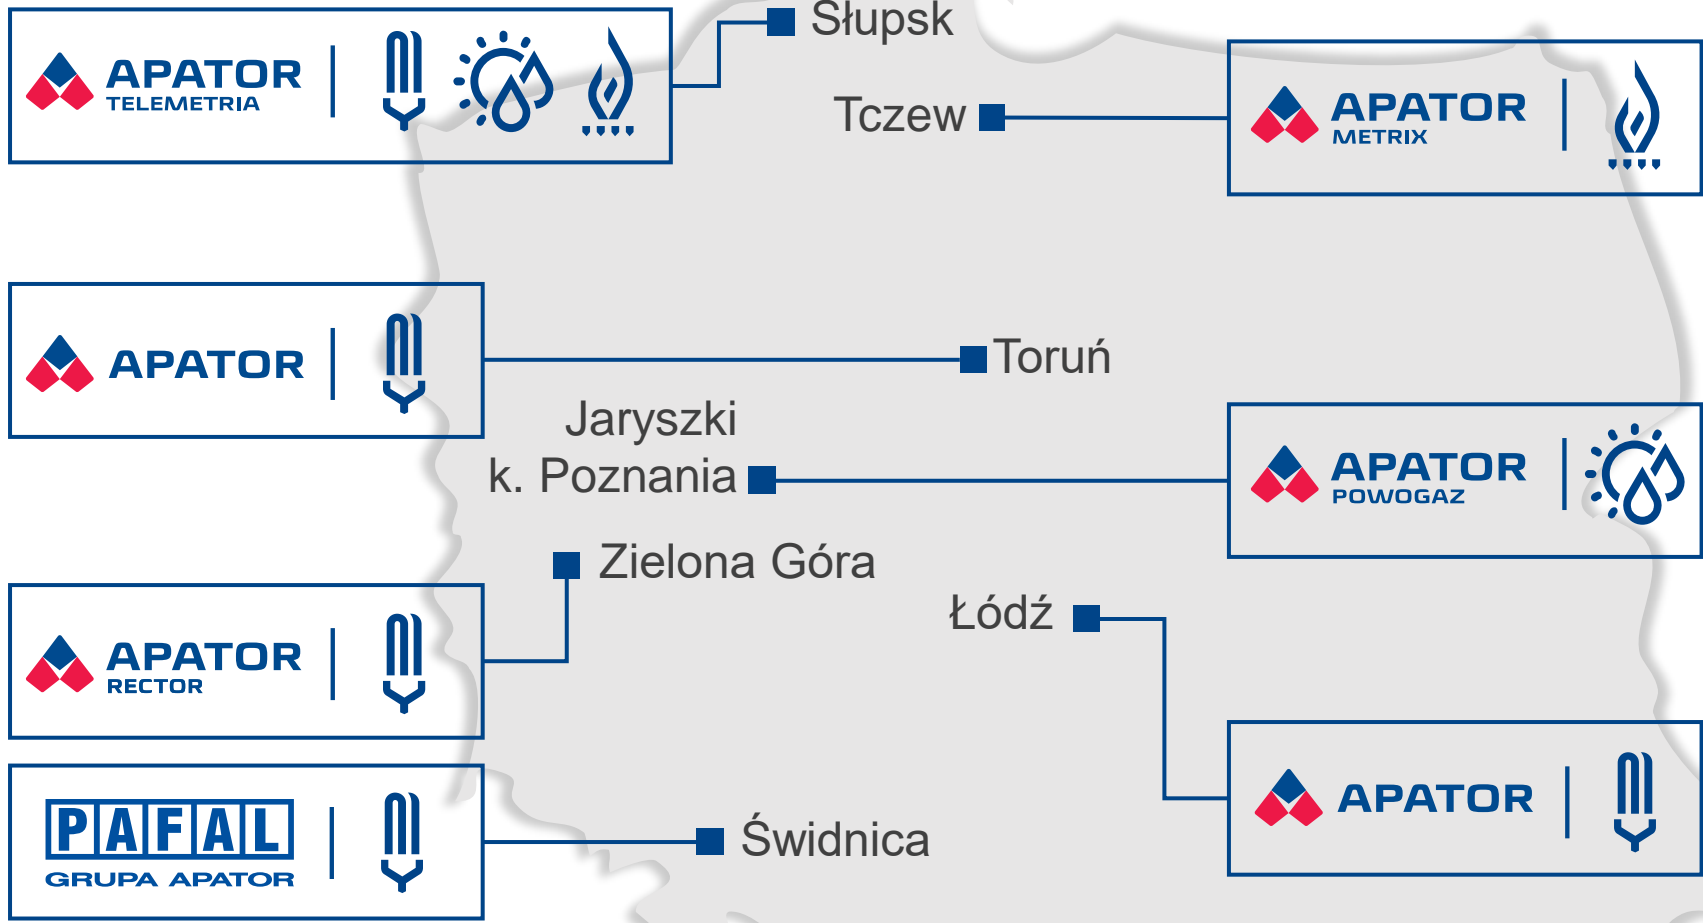 Słupsk
APATOR
TELEMETRIA
Tczew
APATOR
METRIX
APATOR
Toruń
Jaryszki
k. Poznania
APATOR
POWOGAZ
Zielona Góra
Łódź
APATOR
RECTOR
APATOR
PAFAL
GRUPA APATOR
Świdnica